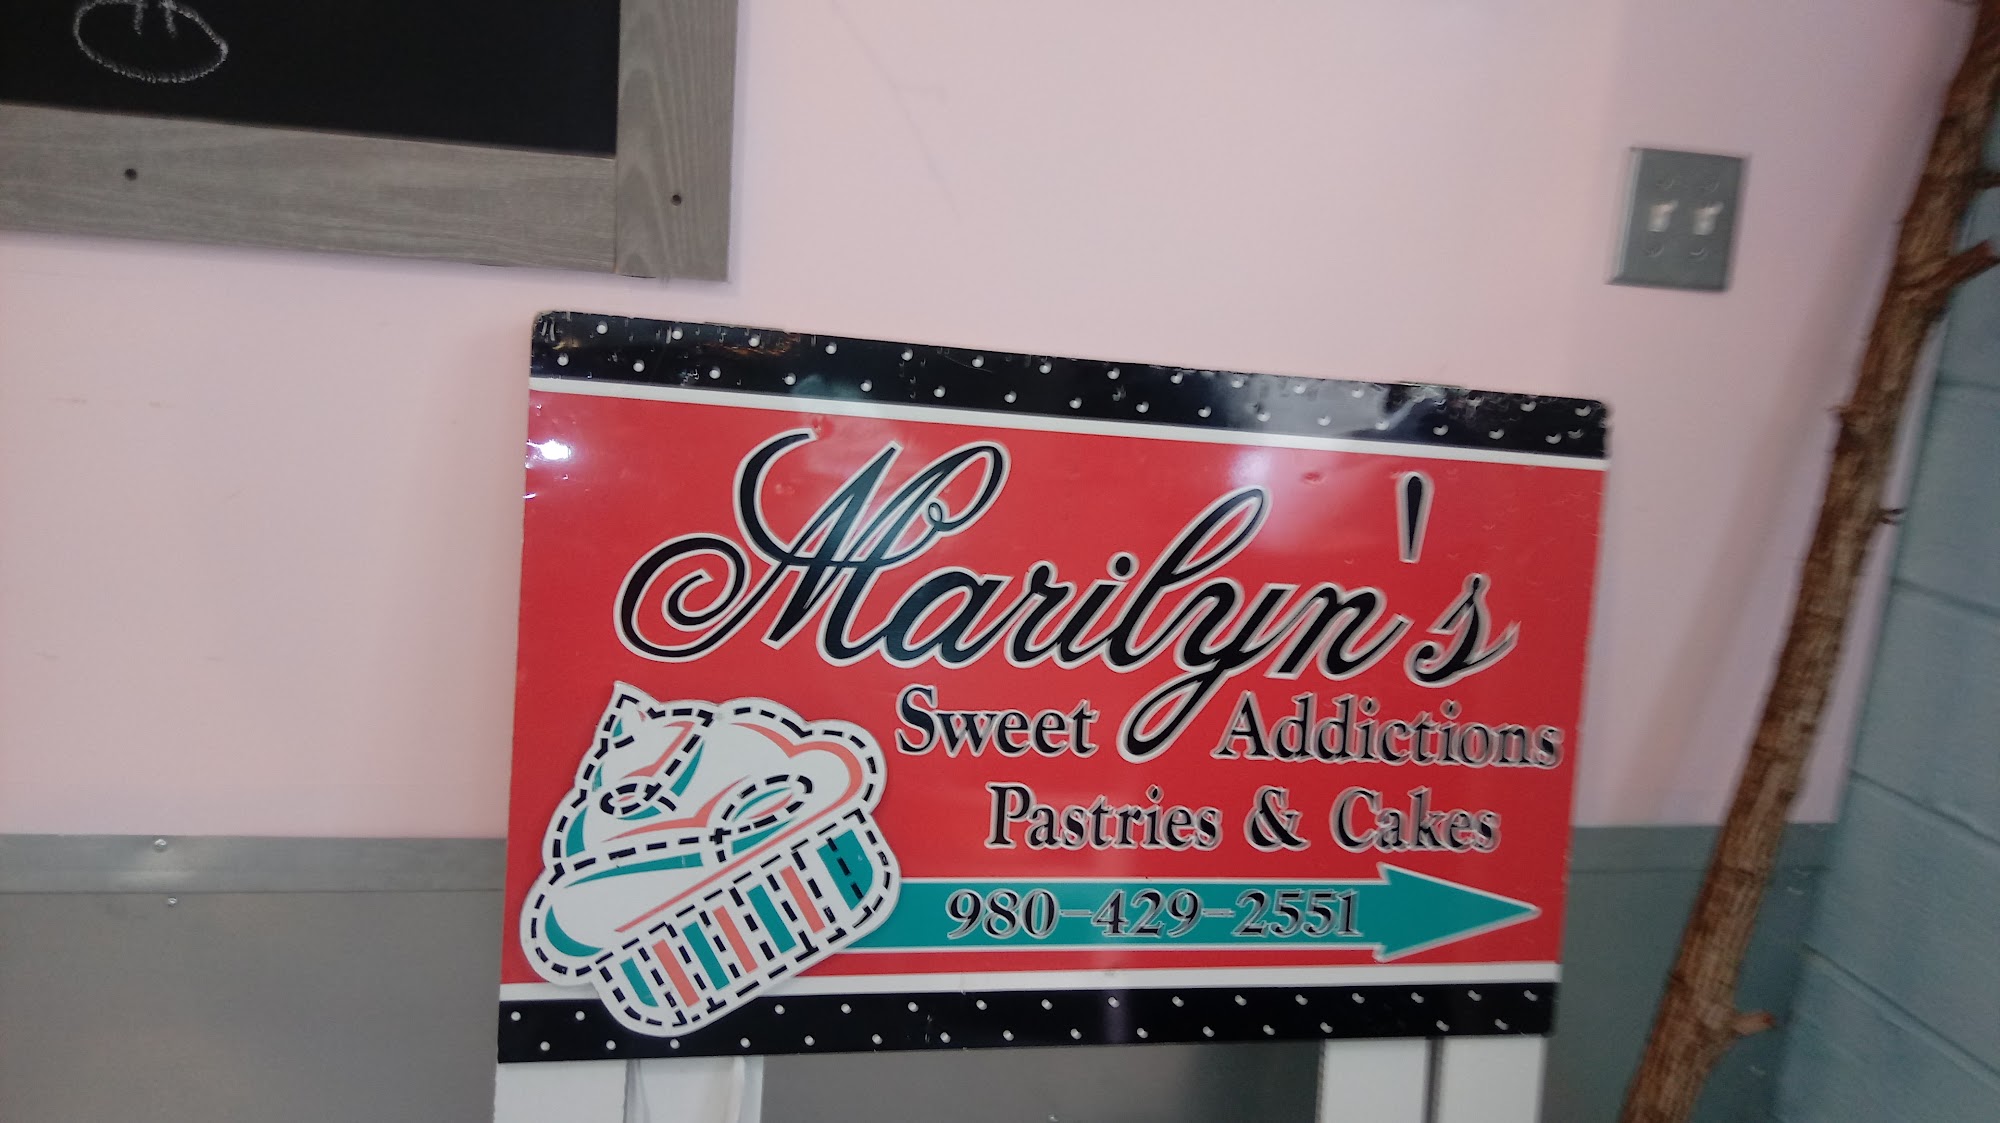 Marilyn's
Sweet Addictions
Pastries & Cakes
980-429-2551